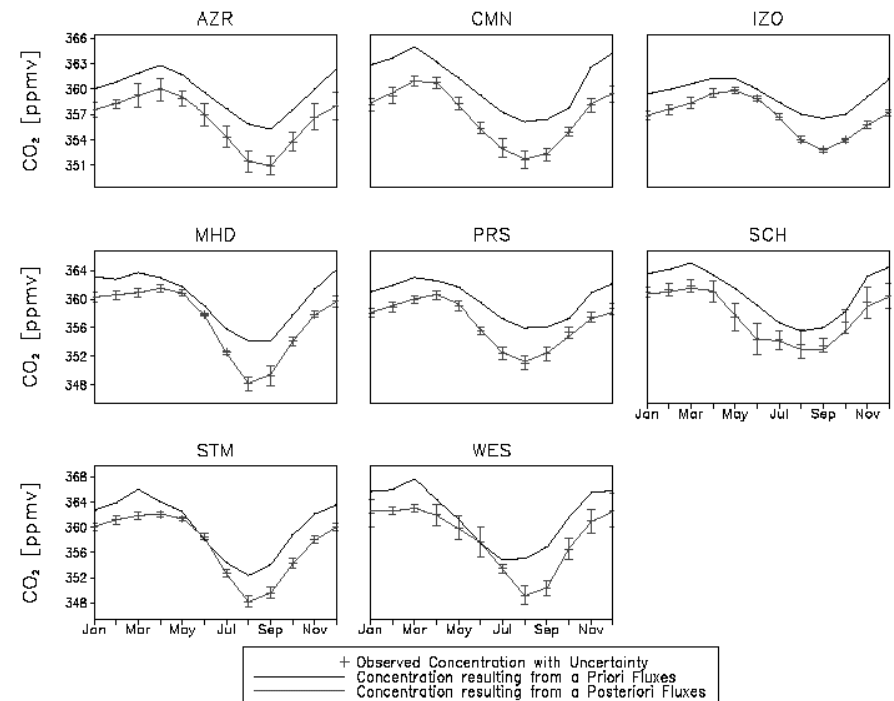 AZR CMN IZO
366
363
360
357
354
351
CO₂ [ppmv]
MHD PRS SCH
364
360
356
352
348
CO₂ [ppmv]
Jan Mar May Jul Sep Nov
STM WES
368
364
360
356
352
348
CO₂ [ppmv]
Jan Mar May Jul Sep Nov Jan Mar May Jul Sep Nov
Observed Concentration with Uncertainty
Concentration resulting from a Priori Fluxes
Concentration resulting from a Posteriori Fluxes